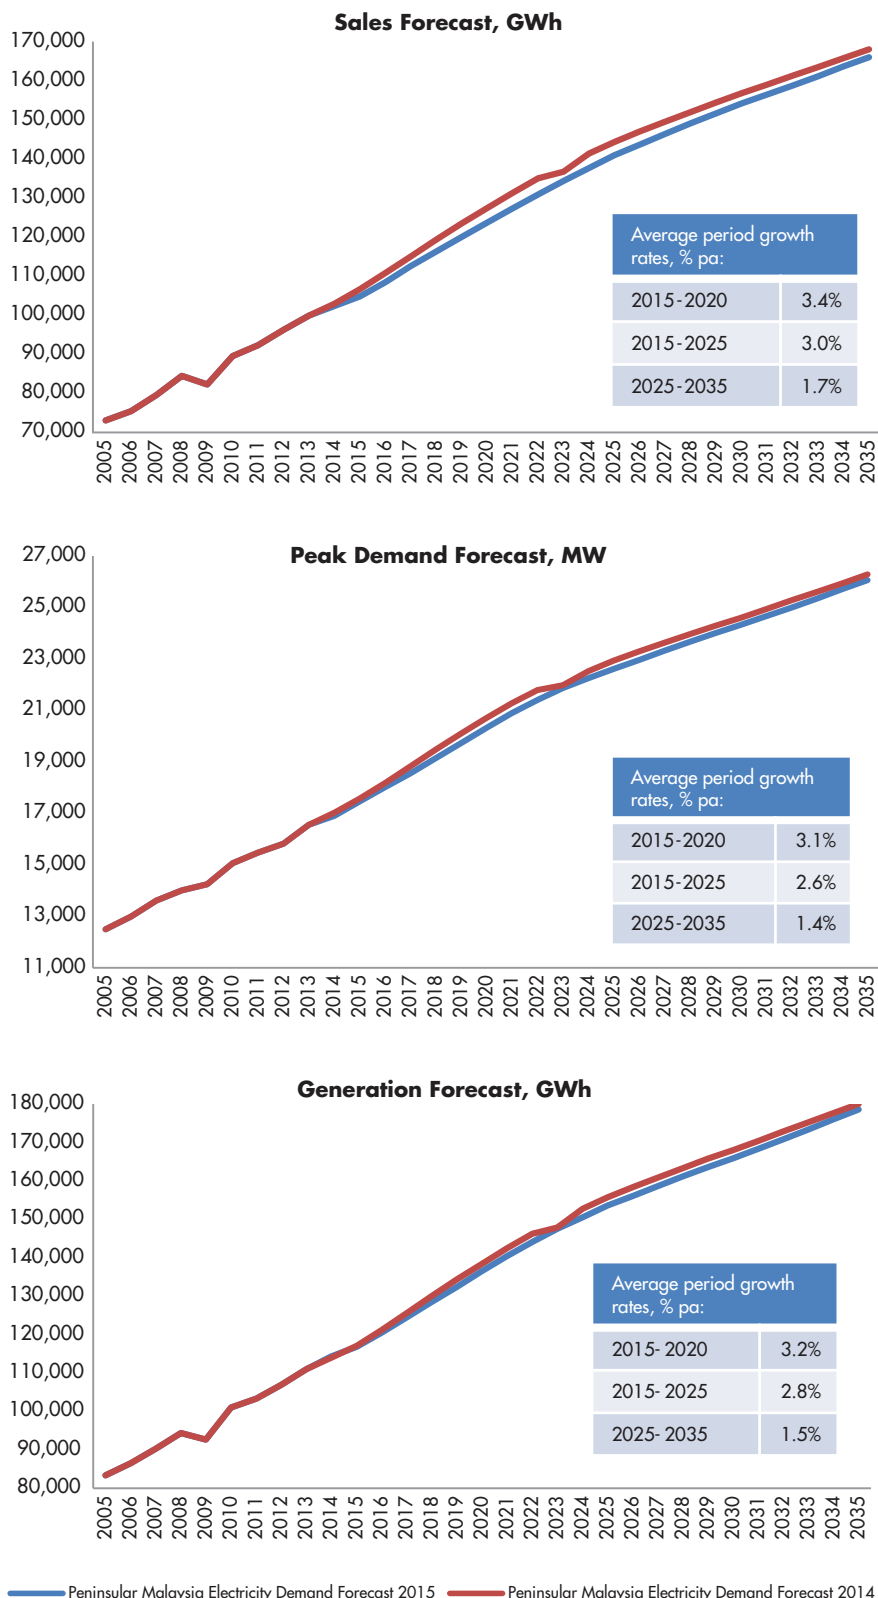 Sales Forecast, GWh
170,000
160,000
150,000
140,000
130,000
120,000
110,000
100,000
90,000
80,000
70,000
Average period growth
rates, % pa:
2015-2020 3.4%
2015-2025 3.0%
2025-2035 1.7%
2005 2006 2007 2008 2009 2010 2011 2012 2013 2014 2015 2016 2017 2018 2019 2020 2021 2022 2023 2024 2025 2026 2027 2028 2029 2030 2031 2032 2033 2034 2035
Peak Demand Forecast, MW
27,000
25,000
23,000
21,000
19,000
17,000
15,000
13,000
11,000
Average period growth
rates, % pa:
2015-2020 3.1%
2015-2025 2.6%
2025-2035 1.4%
2005 2006 2007 2008 2009 2010 2011 2012 2013 2014 2015 2016 2017 2018 2019 2020 2021 2022 2023 2024 2025 2026 2027 2028 2029 2030 2031 2032 2033 2034 2035
Generation Forecast, GWh
180,000
170,000
160,000
150,000
140,000
130,000
120,000
110,000
100,000
90,000
80,000
Average period growth
rates, % pa:
2015- 2020 3.2%
2015- 2025 2.8%
2025- 2035 1.5%
2005 2006 2007 2008 2009 2010 2011 2012 2013 2014 2015 2016 2017 2018 2019 2020 2021 2022 2023 2024 2025 2026 2027 2028 2029 2030 2031 2032 2033 2034 2035
Peninsular Malaysia Electricity Demand Forecast 2015 Peninsular Malaysia Electricity Demand Forecast 2014